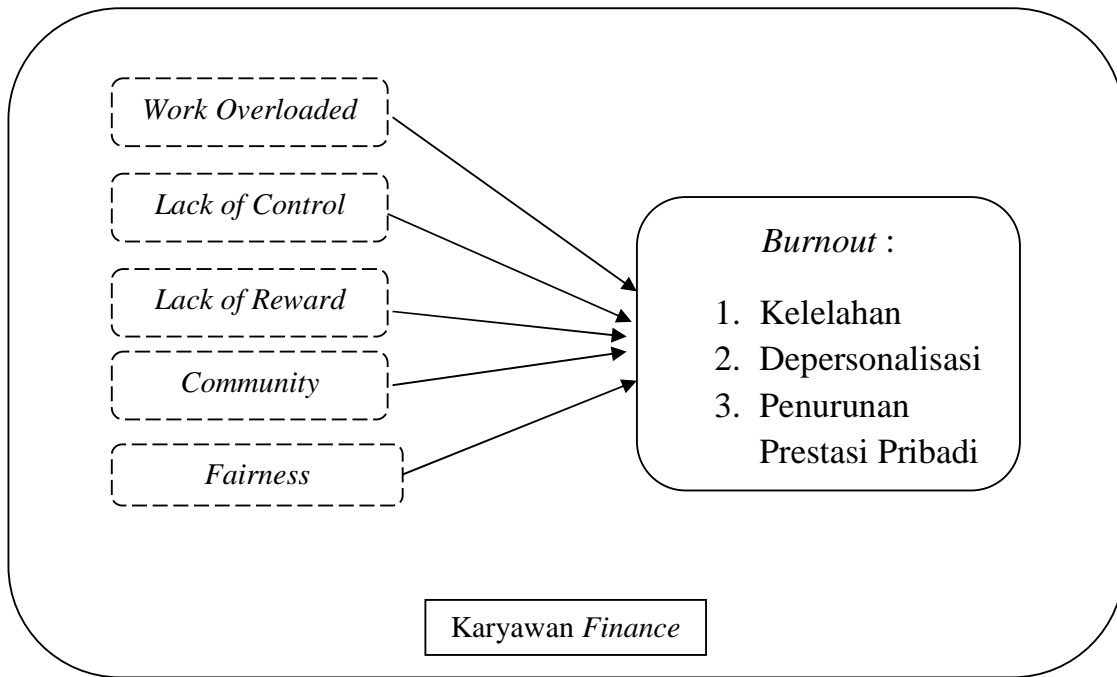 Work Overloaded
Lack of Control
Lack of Reward
Community
Fairness
Burnout :
1. Kelelahan
2. Depersonalisasi
3. Penurunan
Prestasi Pribadi
Karyawan Finance